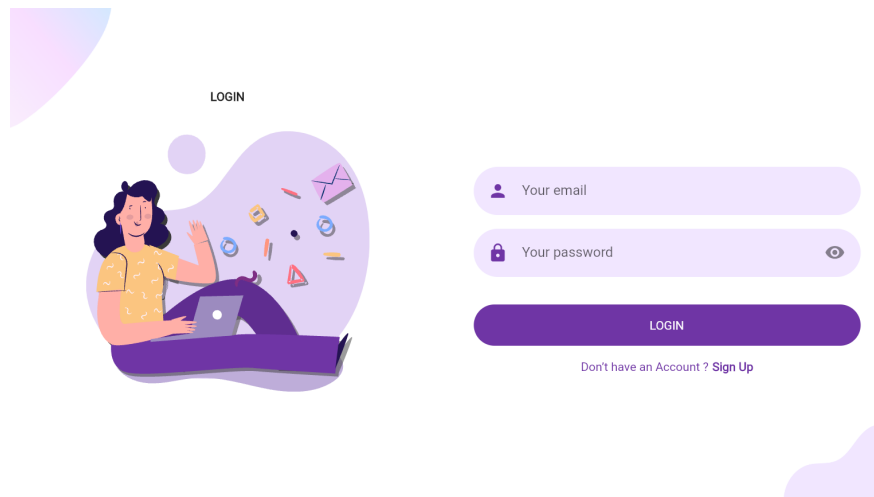 LOGIN
Your email
Your password
LOGIN
Don't have an Account ? Sign Up